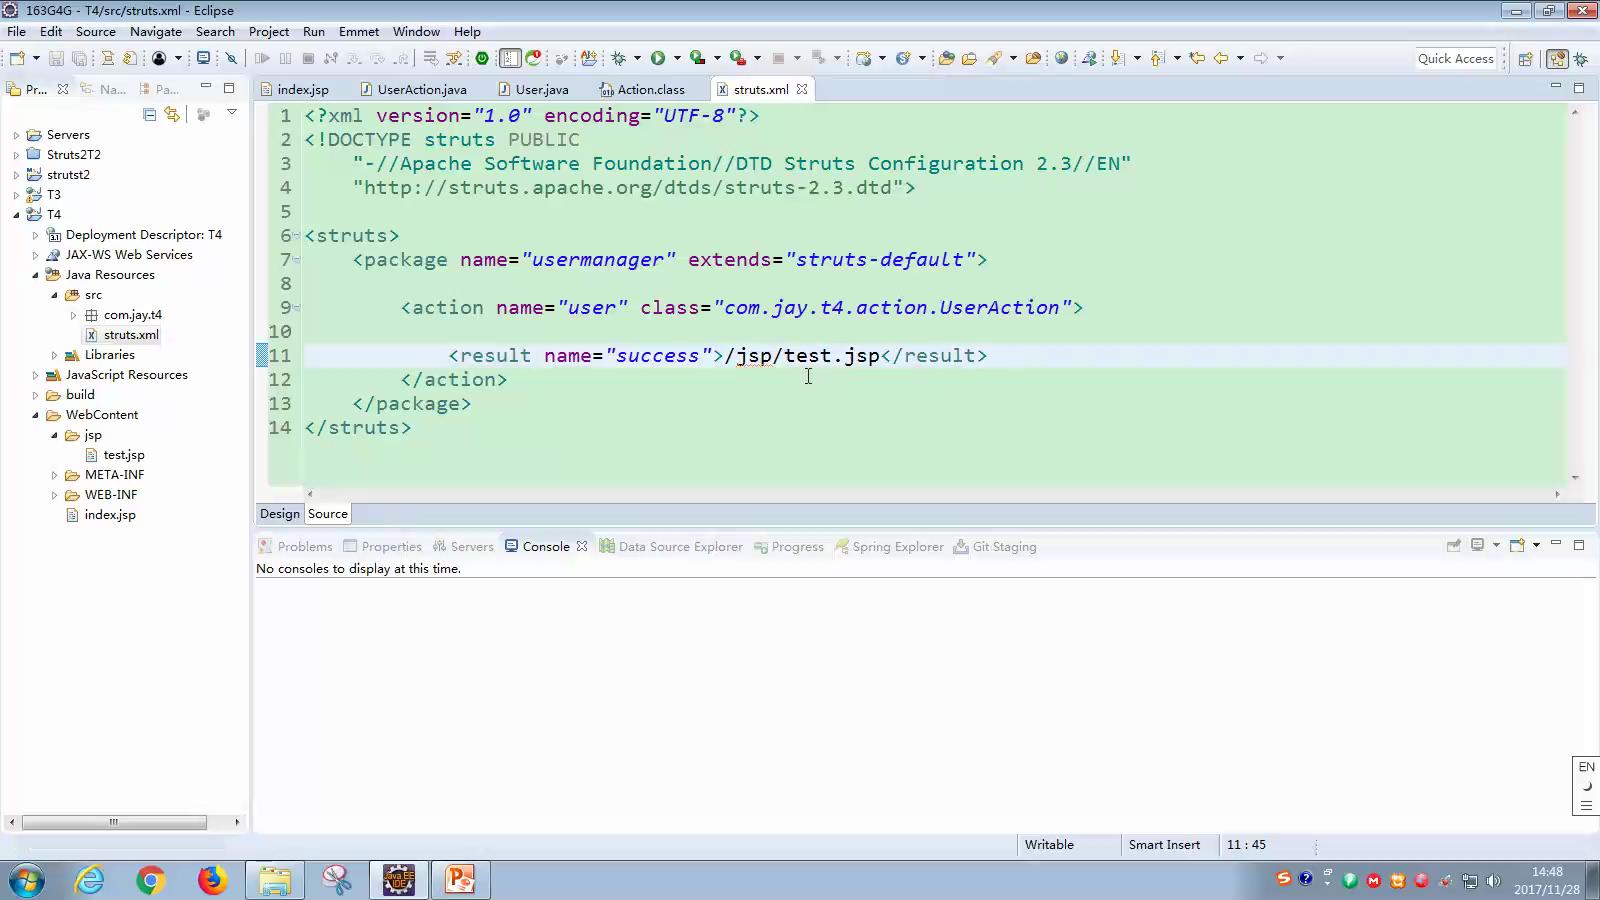 163G4G - T4/src/struts.xml - Eclipse
File Edit Source Navigate Search Project Run Emmet Window Help
Quick Access
Pr... Na... Pa...
index.jsp UserAction.java User.java Action.class struts.xml
Servers
Struts2T2
strutst2
T3
T4
Deployment Descriptor: T4
JAX-WS Web Services
Java Resources
src
com.jay.t4
struts.xml
Libraries
JavaScript Resources
build
WebContent
jsp
test.jsp
META-INF
WEB-INF
index.jsp
1 <?xml version="1.0" encoding="UTF-8"?>
2 <!DOCTYPE struts PUBLIC
3 "-//Apache Software Foundation//DTD Struts Configuration 2.3//EN"
4 "http://struts.apache.org/dtds/struts-2.3.dtd">
5
6 <struts>
7 <package name="usermanager" extends="struts-default">
8
9 <action name="user" class="com.jay.t4.action.UserAction">
10
11 <result name="success">/jsp/test.jsp</result>
12 </action>
13 </package>
14 </struts>
Design Source
Problems Properties Servers Console Data Source Explorer Progress Spring Explorer Git Staging
No consoles to display at this time.
EN
Writable Smart Insert 11 : 45
Java EE
IDE
14:48
2017/11/28